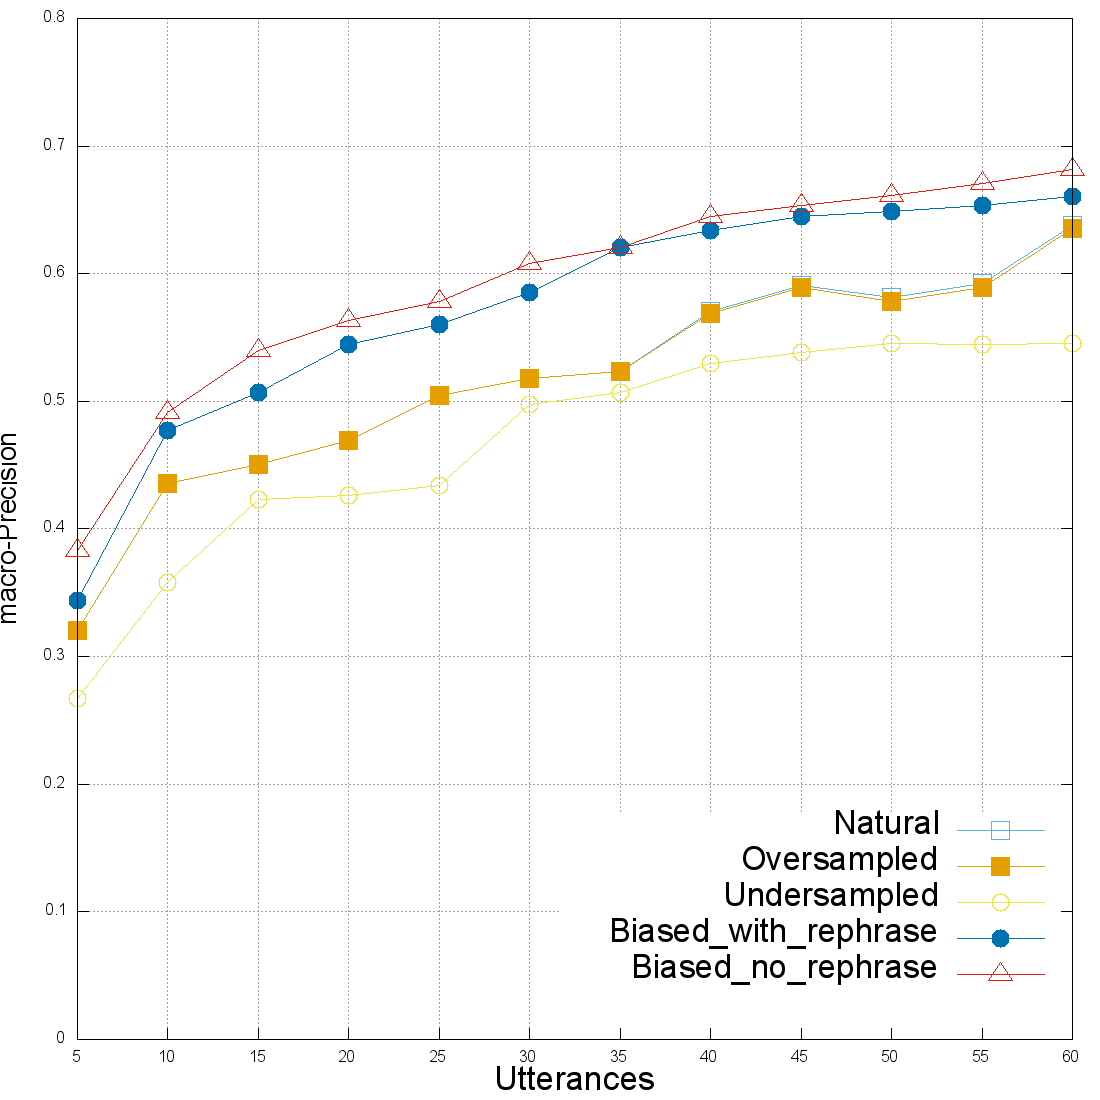 0.8
0.7
0.6
0.5
0.4
0.3
0.2
0.1
0
macro-Precision
Natural
Oversampled
Undersampled
Biased_with_rephrase
Biased_no_rephrase
5 10 15 20 25 30 35 40 45 50 55 60
Utterances